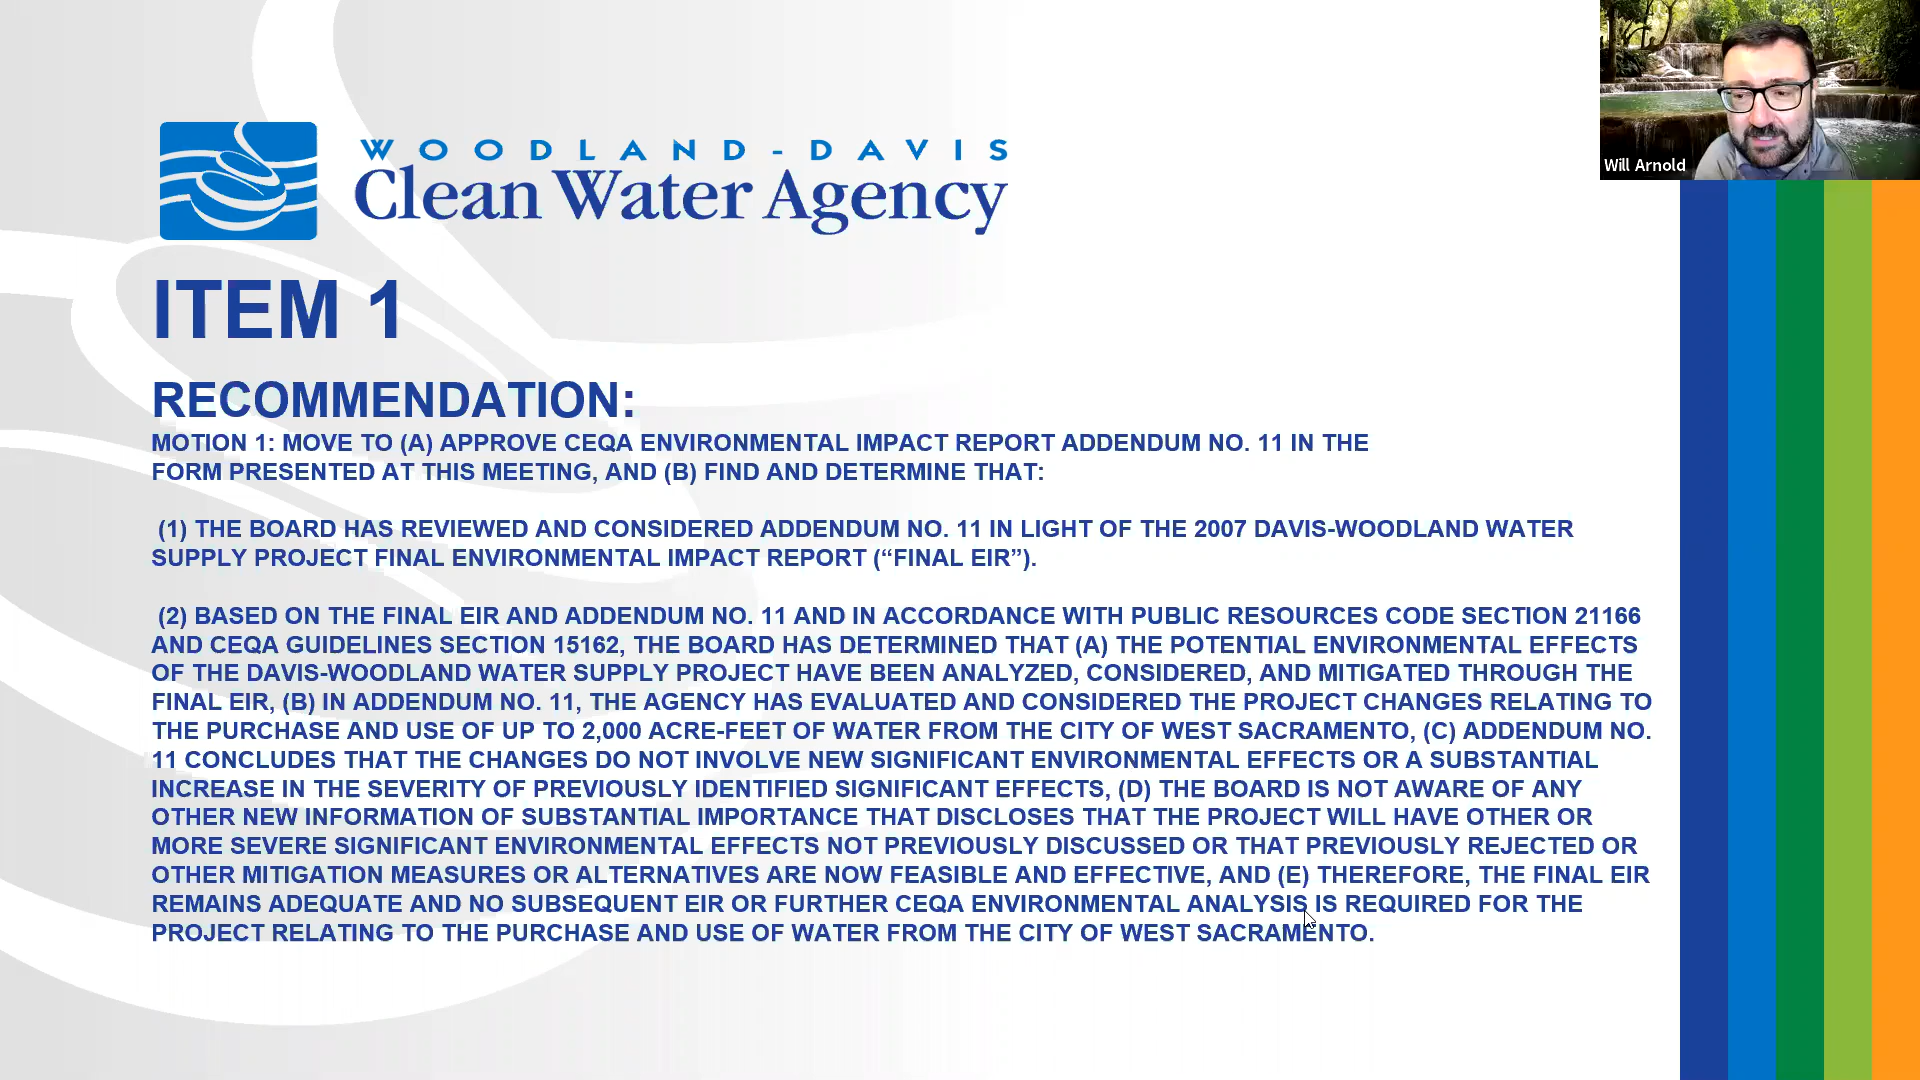 Will Arnold
WOODLAND-DAVIS
Clean Water Agency
ITEM 1
RECOMMENDATION:
MOTION 1: MOVE TO (A) APPROVE CEQA ENVIRONMENTAL IMPACT REPORT ADDENDUM NO. 11 IN THE
FORM PRESENTED AT THIS MEETING, AND (B) FIND AND DETERMINE THAT:
(1) THE BOARD HAS REVIEWED AND CONSIDERED ADDENDUM NO. 11 IN LIGHT OF THE 2007 DAVIS-WOODLAND WATER
SUPPLY PROJECT FINAL ENVIRONMENTAL IMPACT REPORT (“FINAL EIR”).
(2) BASED ON THE FINAL EIR AND ADDENDUM NO. 11 AND IN ACCORDANCE WITH PUBLIC RESOURCES CODE SECTION 21166
AND CEQA GUIDELINES SECTION 15162, THE BOARD HAS DETERMINED THAT (A) THE POTENTIAL ENVIRONMENTAL EFFECTS
OF THE DAVIS-WOODLAND WATER SUPPLY PROJECT HAVE BEEN ANALYZED, CONSIDERED, AND MITIGATED THROUGH THE
FINAL EIR, (B) IN ADDENDUM NO. 11, THE AGENCY HAS EVALUATED AND CONSIDERED THE PROJECT CHANGES RELATING TO
THE PURCHASE AND USE OF UP TO 2,000 ACRE-FEET OF WATER FROM THE CITY OF WEST SACRAMENTO, (C) ADDENDUM NO.
11 CONCLUDES THAT THE CHANGES DO NOT INVOLVE NEW SIGNIFICANT ENVIRONMENTAL EFFECTS OR A SUBSTANTIAL
INCREASE IN THE SEVERITY OF PREVIOUSLY IDENTIFIED SIGNIFICANT EFFECTS, (D) THE BOARD IS NOT AWARE OF ANY
OTHER NEW INFORMATION OF SUBSTANTIAL IMPORTANCE THAT DISCLOSES THAT THE PROJECT WILL HAVE OTHER OR
MORE SEVERE SIGNIFICANT ENVIRONMENTAL EFFECTS NOT PREVIOUSLY DISCUSSED OR THAT PREVIOUSLY REJECTED OR
OTHER MITIGATION MEASURES OR ALTERNATIVES ARE NOW FEASIBLE AND EFFECTIVE, AND (E) THEREFORE, THE FINAL EIR
REMAINS ADEQUATE AND NO SUBSEQUENT EIR OR FURTHER CEQA ENVIRONMENTAL ANALYSIS IS REQUIRED FOR THE
PROJECT RELATING TO THE PURCHASE AND USE OF WATER FROM THE CITY OF WEST SACRAMENTO.